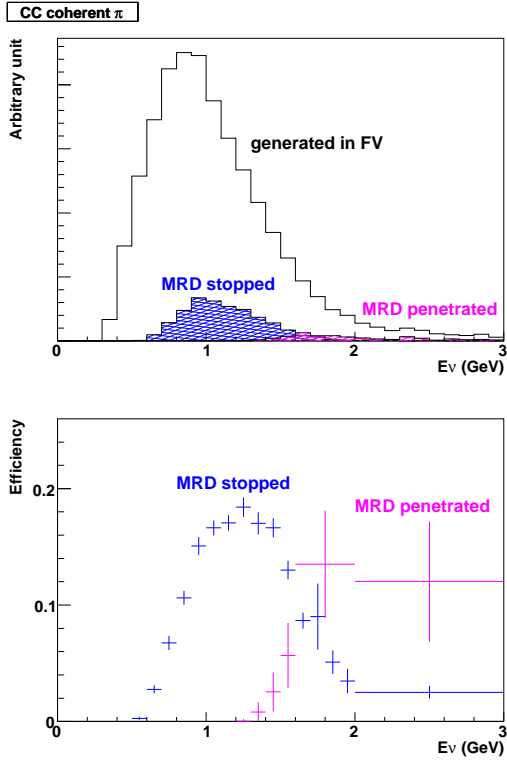 CC coherent π
Arbitrary unit
generated in FV
MRD stopped
MRD penetrated
0 1 2 3
Eν (GeV)
Efficiency
0.2
MRD stopped
MRD penetrated
0.1
0
0 1 2 3
Eν (GeV)